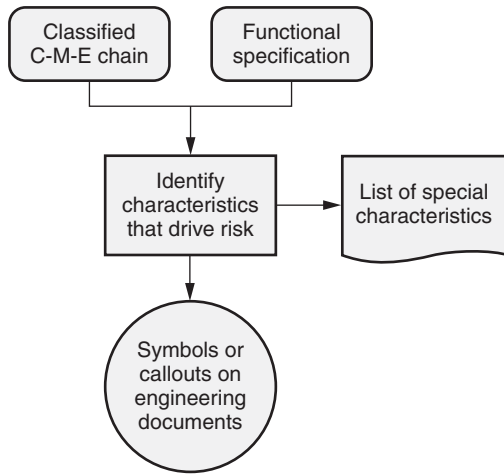 Classified
C-M-E chain
Functional
specification
Identify
characteristics
that drive risk
List of special
characteristics
Symbols or
callouts on
engineering
documents